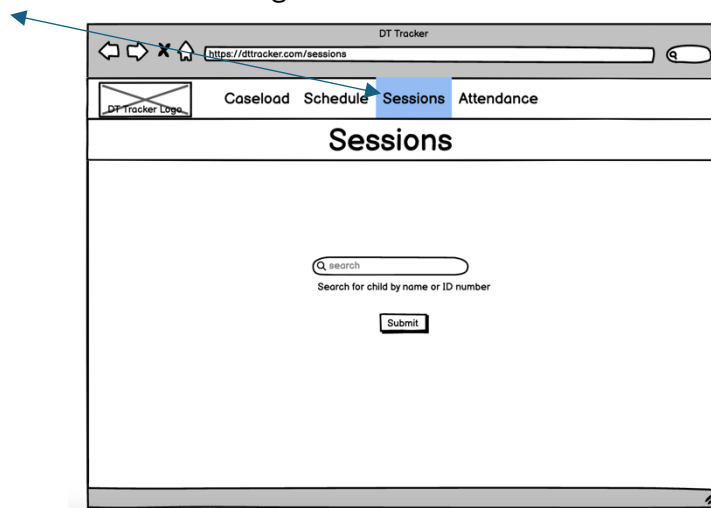 DT Tracker
https://dttracker.com/sessions
DT Tracker Logo
Caseload Schedule Sessions Attendance
Sessions
search
Search for child by name or ID number
Submit